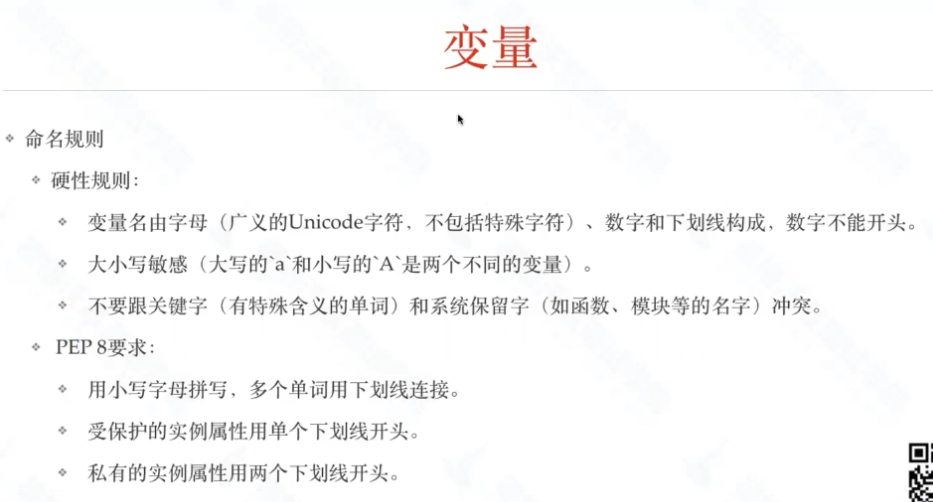 变量
命名规则
硬性规则：
变量名由字母（广义的Unicode字符，不包括特殊字符）、数字和下划线构成，数字不能开头。
大小写敏感（大写的`a`和小写的`A`是两个不同的变量）。
不要跟关键字（有特殊含义的单词）和系统保留字（如函数、模块等的名字）冲突。
PEP 8要求：
用小写字母拼写，多个单词用下划线连接。
受保护的实例属性用单个下划线开头。
私有的实例属性用两个下划线开头。